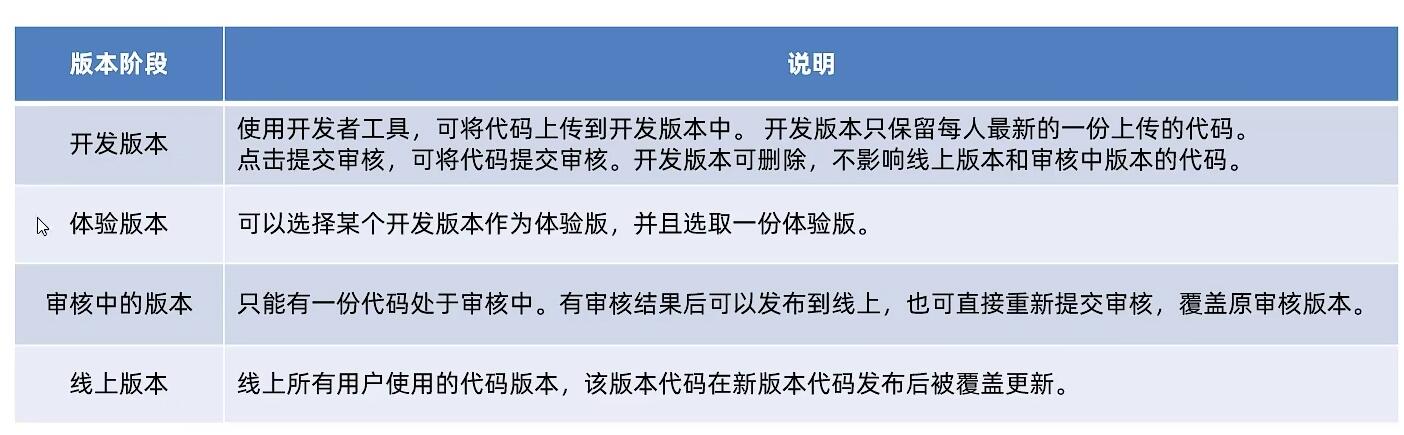 版本阶段
说明
开发版本
使用开发者工具，可将代码上传到开发版本中。 开发版本只保留每人最新的一份上传的代码。
点击提交审核，可将代码提交审核。开发版本可删除，不影响线上版本和审核中版本的代码。
体验版本
可以选择某个开发版本作为体验版，并且选取一份体验版。
审核中的版本
只能有一份代码处于审核中。有审核结果后可以发布到线上，也可直接重新提交审核，覆盖原审核版本。
线上版本
线上所有用户使用的代码版本，该版本代码在新版本代码发布后被覆盖更新。